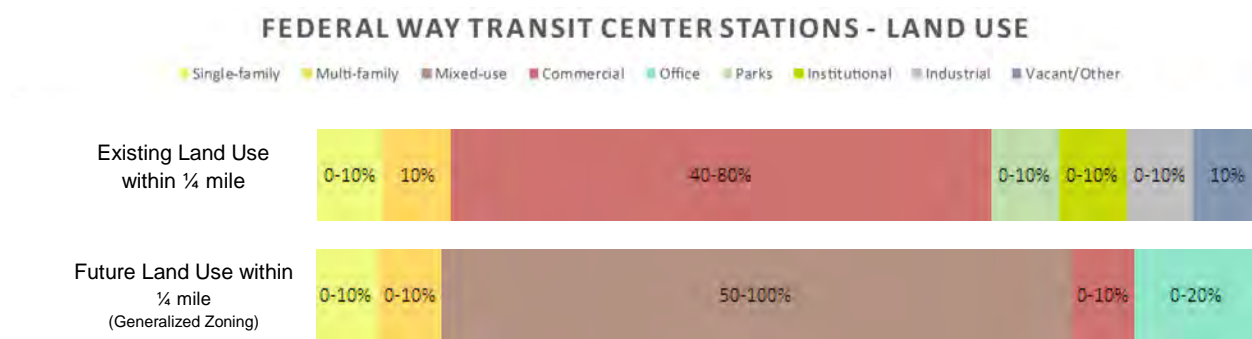 FEDERAL WAY TRANSIT CENTER STATIONS - LAND USE
Single-family Multi-family Mixed-use Commercial Office Parks Institutional Industrial Vacant/Other
Existing Land Use
within ¼ mile
0-10% 10% 40-80% 0-10% 0-10% 0-10% 10%
Future Land Use within
¼ mile
(Generalized Zoning)
0-10% 0-10% 50-100% 0-10% 0-20%